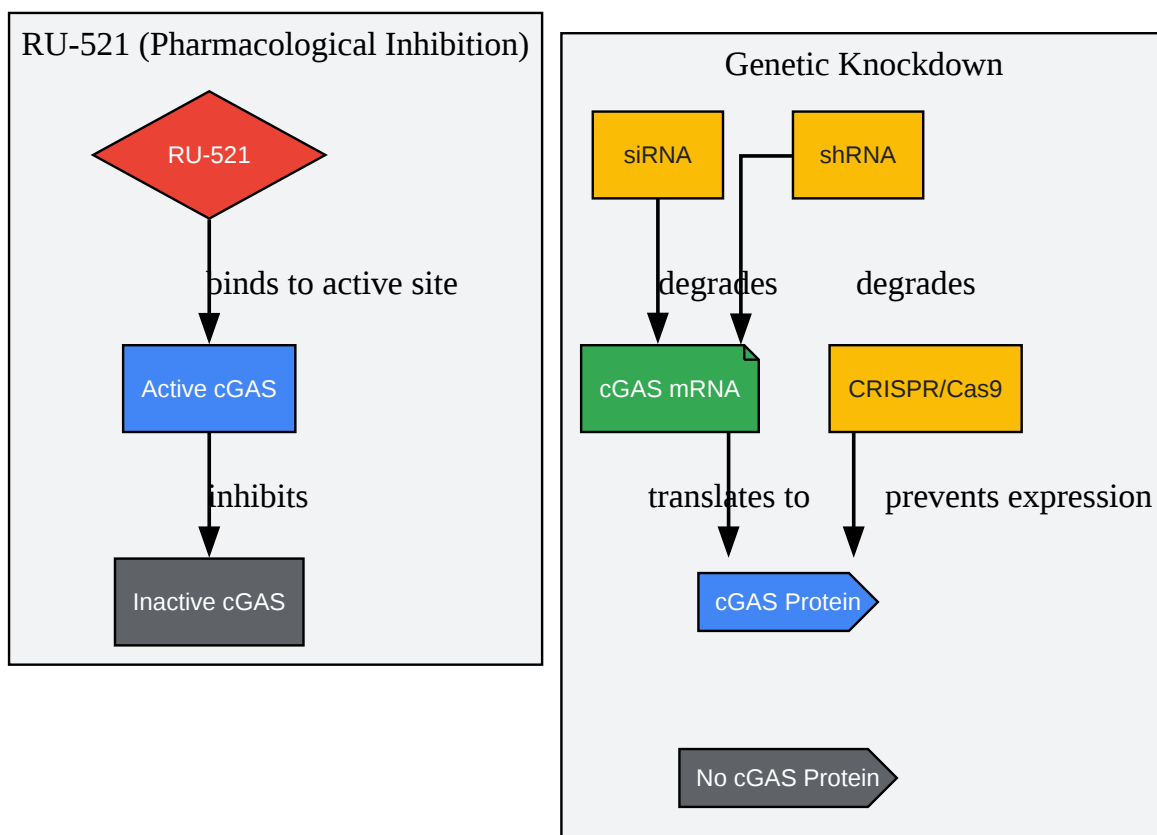 RU-521 (Pharmacological Inhibition)
RU-521
binds to active site
Active cGAS
inhibits
Inactive cGAS
Genetic Knockdown
siRNA
shRNA
degrades
degrades
cGAS mRNA
CRISPR/Cas9
translates to
prevents expression
cGAS Protein
No cGAS Protein